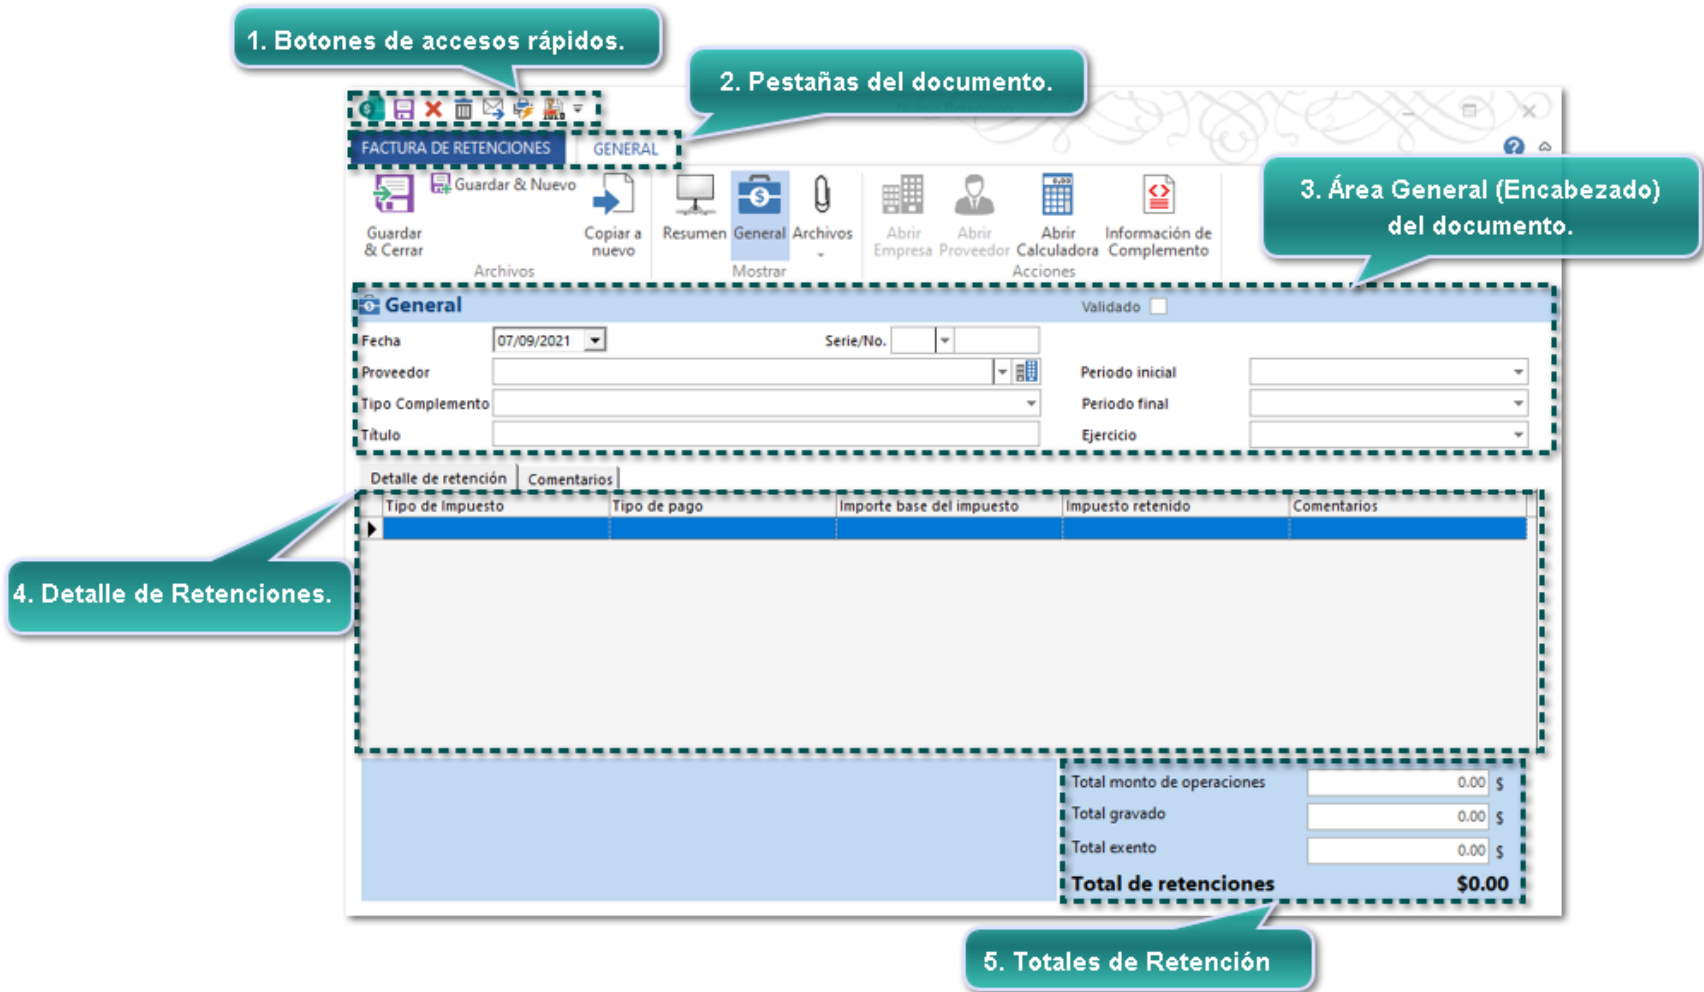 1. Botones de accesos rápidos.
2. Pestañas del documento.
FACTURA DE RETENCIONES GENERAL
3. Área General (Encabezado)
del documento.
Guardar
& Cerrar
Guardar & Nuevo
Copiar a
nuevo
Archivos
Resumen
General
Archivos
Mostrar
Abrir
Empresa
Abrir
Proveedor
Abrir
Calculadora
Información de
Complemento
Acciones
General Validado
Fecha 07/09/2021 Serie/No.
Proveedor Periodo inicial
Tipo Complemento Periodo final
Título Ejercicio
Detalle de retención Comentarios
Tipo de Impuesto Tipo de pago Importe base del impuesto Impuesto retenido Comentarios
4. Detalle de Retenciones.
Total monto de operaciones 0.00 $
Total gravado 0.00 $
Total exento 0.00 $
Total de retenciones $0.00
5. Totales de Retención